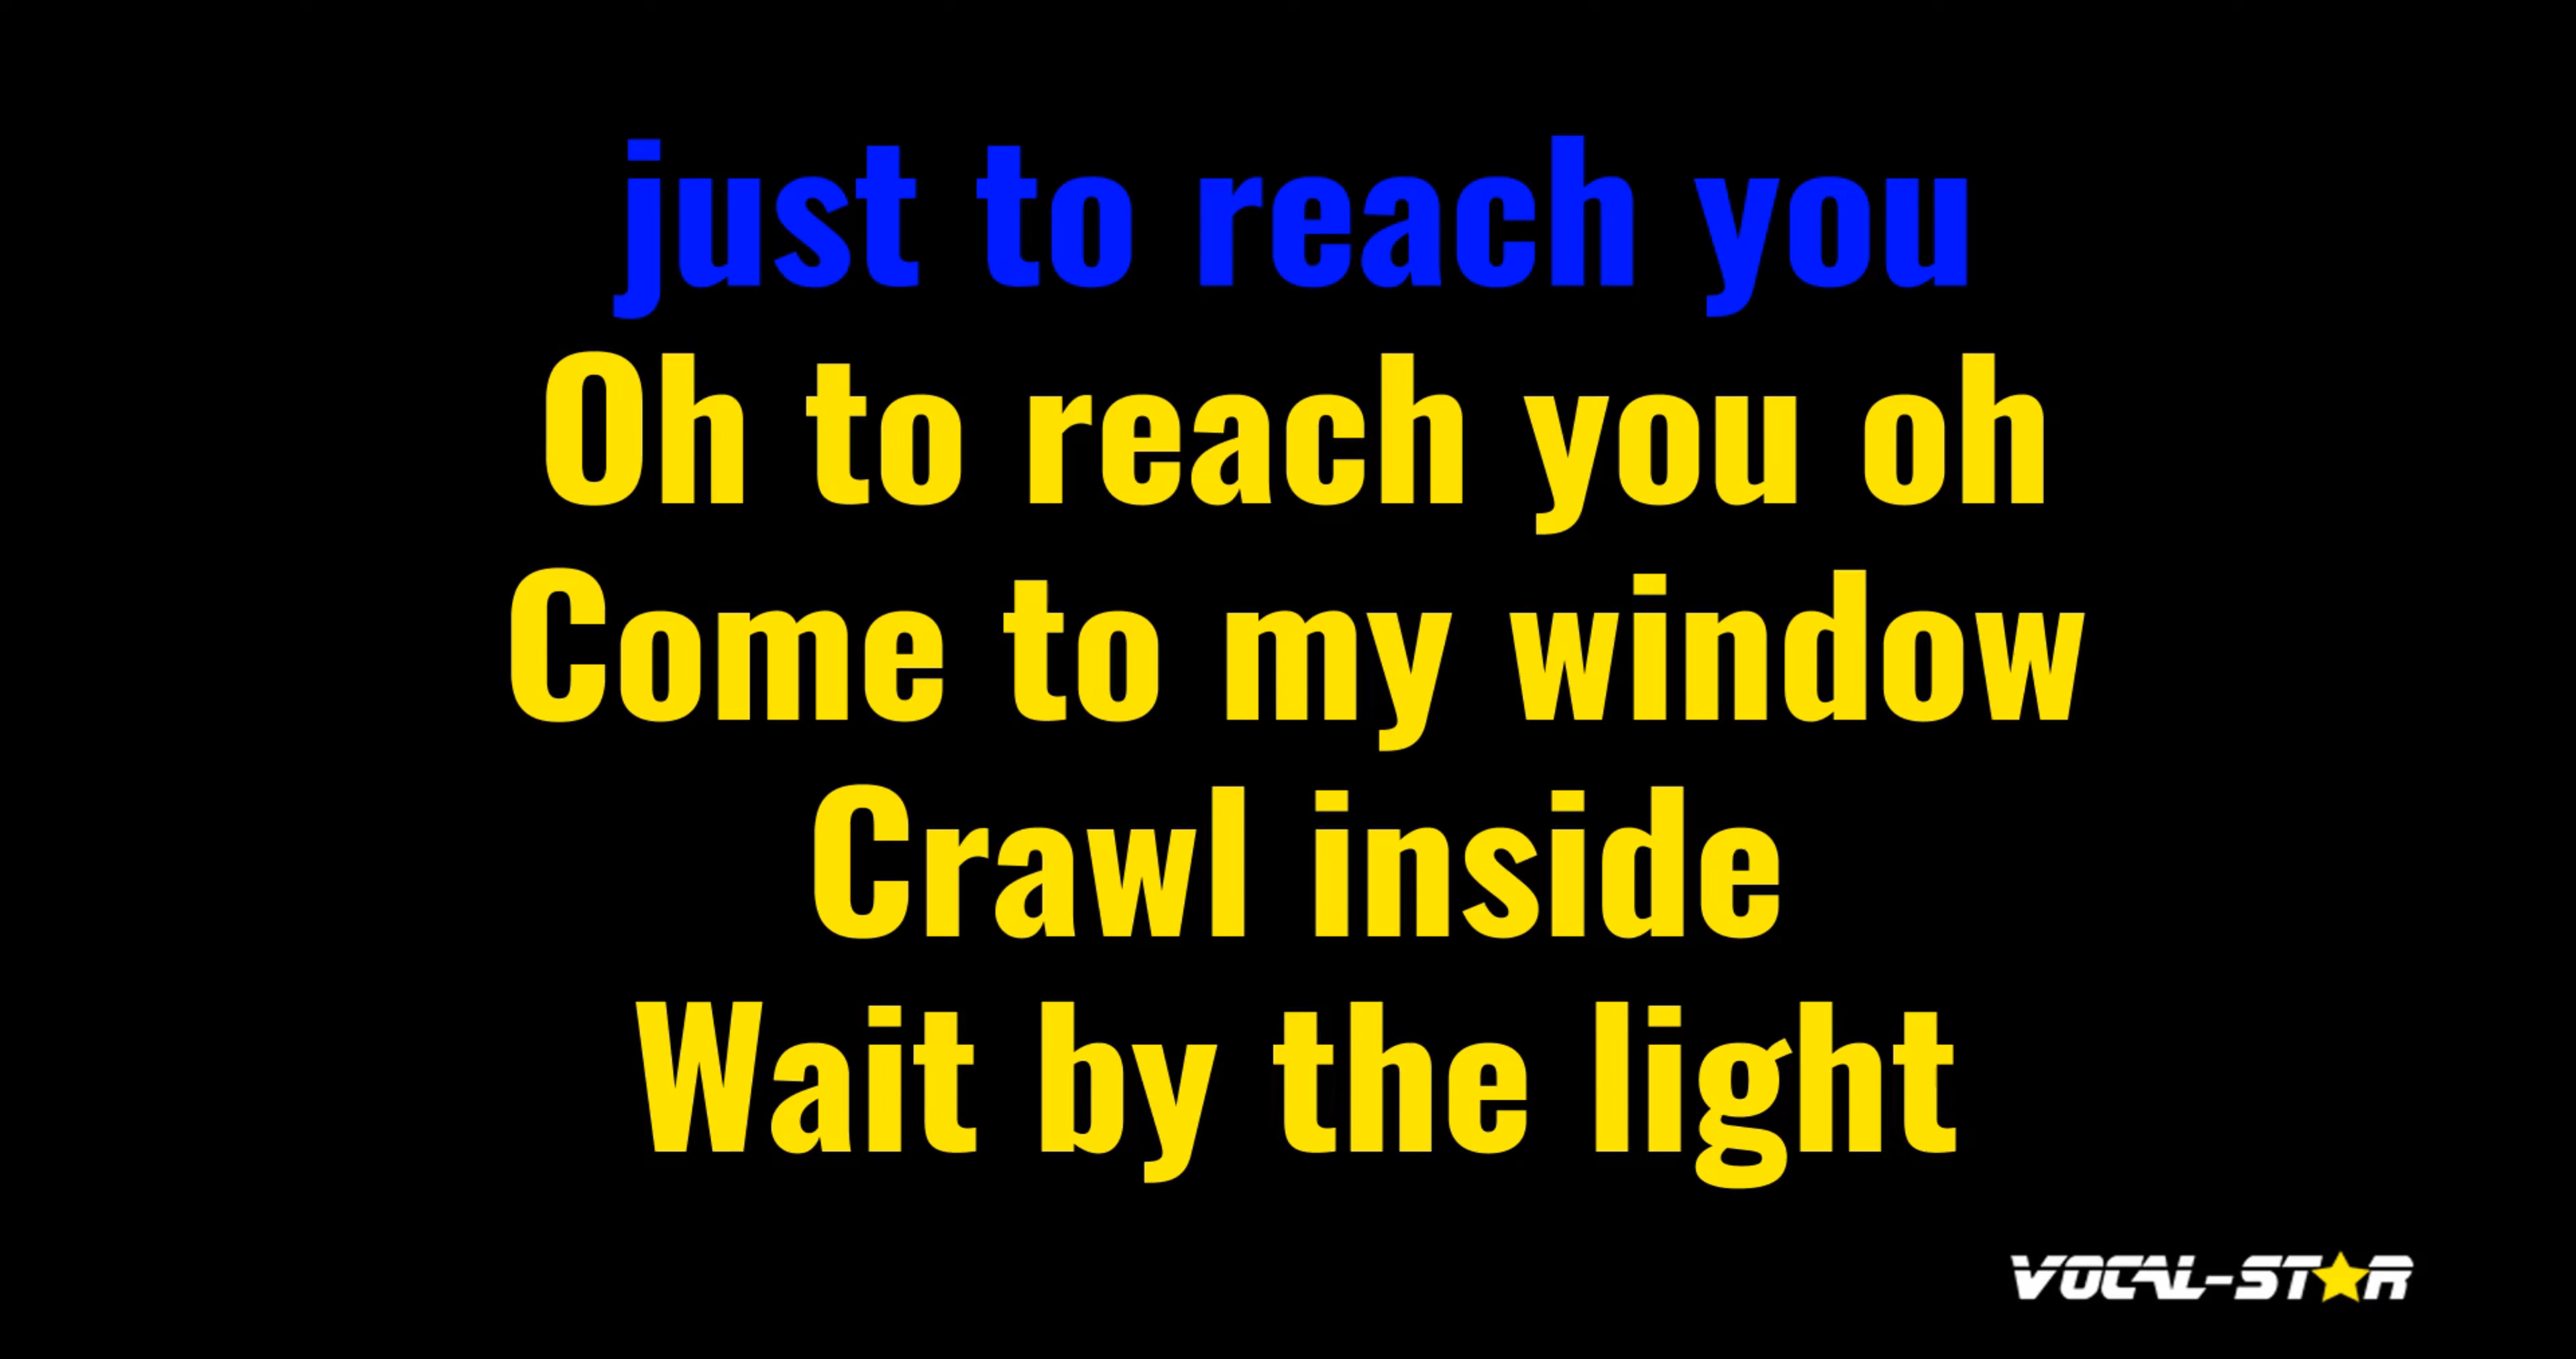 just to reach you
Oh to reach you oh
Come to my window
Crawl inside
Wait by the light
VOCAL-STAR